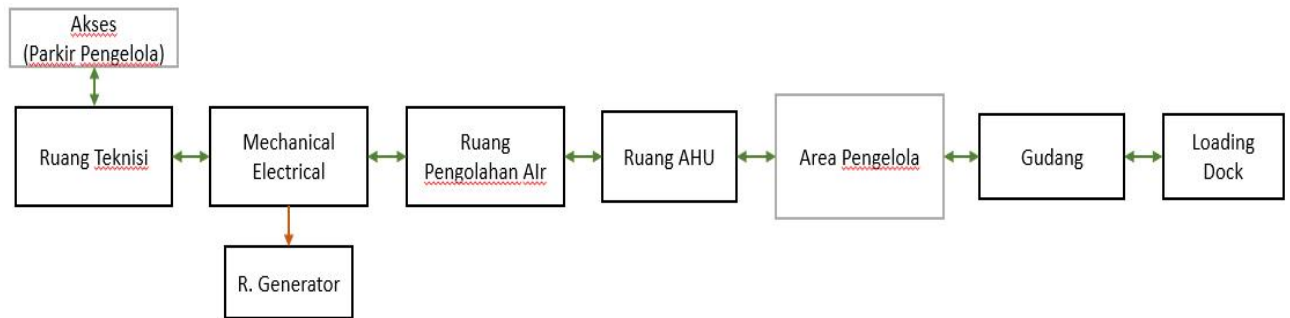 Akses
(Parkir Pengelola)
Ruang Teknisi
Mechanical
Electrical
Ruang
Pengolahan AIr
Ruang AHU
Area Pengelola
Gudang
Loading
Dock
R. Generator